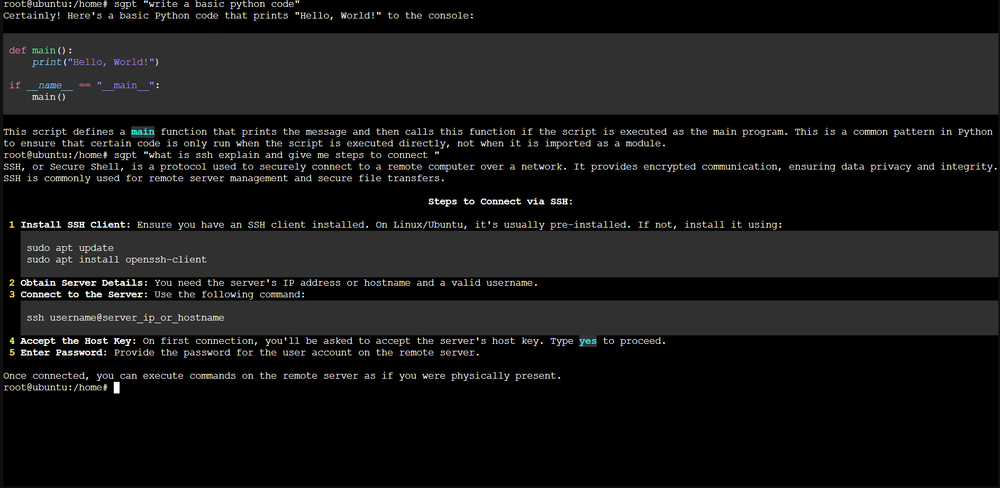 root@ubuntu:/home# sgpt "write a basic python code"
Certainly! Here's a basic Python code that prints "Hello, World!" to the console:
def main():
    print("Hello, World!")
if __name__ == "__main__":
    main()
This script defines a main function that prints the message and then calls this function if the script is executed as the main program. This is a common pattern in Python
to ensure that certain code is only run when the script is executed directly, not when it is imported as a module.
root@ubuntu:/home# sgpt "what is ssh explain and give me steps to connect "
SSH, or Secure Shell, is a protocol used to securely connect to a remote computer over a network. It provides encrypted communication, ensuring data privacy and integrity.
SSH is commonly used for remote server management and secure file transfers.
Steps to Connect via SSH:
1 Install SSH Client: Ensure you have an SSH client installed. On Linux/Ubuntu, it's usually pre-installed. If not, install it using:
sudo apt update
sudo apt install openssh-client
2 Obtain Server Details: You need the server's IP address or hostname and a valid username.
3 Connect to the Server: Use the following command:
ssh username@server_ip_or_hostname
4 Accept the Host Key: On first connection, you'll be asked to accept the server's host key. Type yes to proceed.
5 Enter Password: Provide the password for the user account on the remote server.
Once connected, you can execute commands on the remote server as if you were physically present.
root@ubuntu:/home#